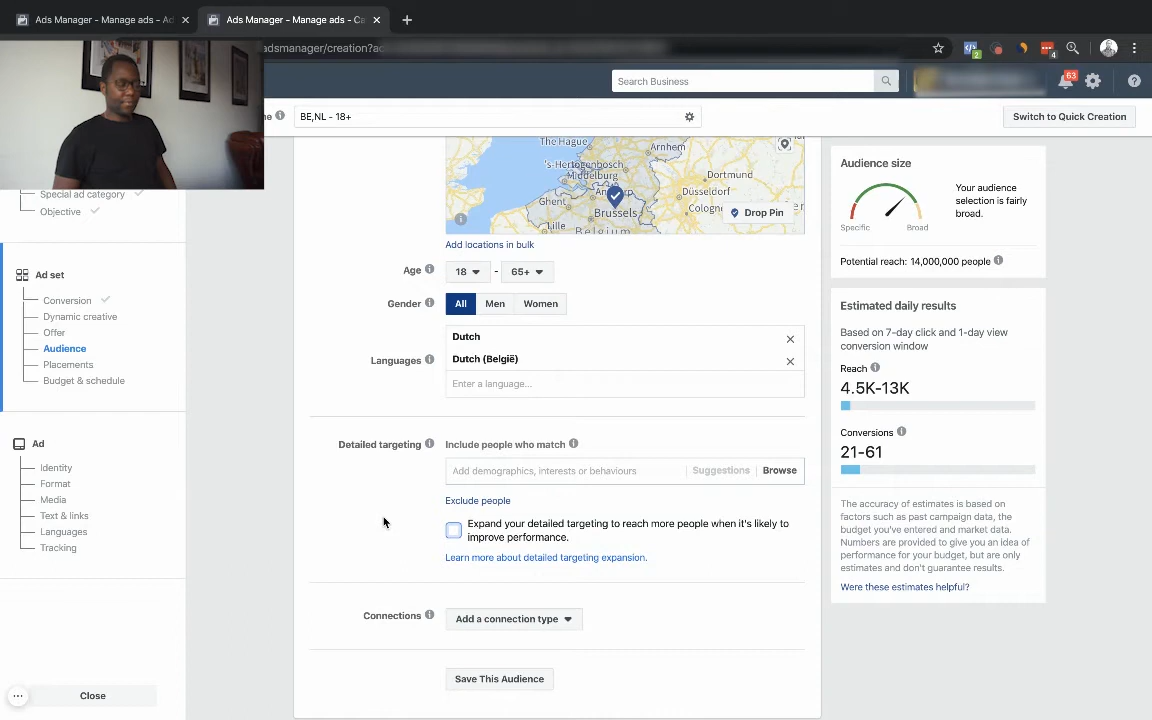 Ads Manager - Manage ads - Ad
Ads Manager - Manage ads - Ca
adsmanager/creation?ac
2
4
Search Business
63
BE,NL - 18+
Switch to Quick Creation
Special ad category
Objective
Ad set
Conversion
Dynamic creative
Offer
Audience
Placements
Budget & schedule
Ad
Identity
Format
Media
Text & links
Languages
Tracking
Close
The Hague
Arnhem
's-Hertogenbosch
Middelburg
Dortmund
Düsseldorf
Ghent
Brussels
Cologne
Lille
Belgium
Drop Pin
Add locations in bulk
Age
18 - 65+
Gender
All Men Women
Languages
Dutch
Dutch (België)
Enter a language...
Detailed targeting
Include people who match
Add demographics, interests or behaviours Suggestions Browse
Exclude people
Expand your detailed targeting to reach more people when it's likely to
improve performance.
Learn more about detailed targeting expansion.
Connections
Add a connection type
Save This Audience
Audience size
Specific
Broad
Your audience
selection is fairly
broad.
Potential reach: 14,000,000 people
Estimated daily results
Based on 7-day click and 1-day view
conversion window
Reach
4.5K-13K
Conversions
21-61
The accuracy of estimates is based on
factors such as past campaign data, the
budget you've entered and market data.
Numbers are provided to give you an idea of
performance for your budget, but are only
estimates and don't guarantee results.
Were these estimates helpful?